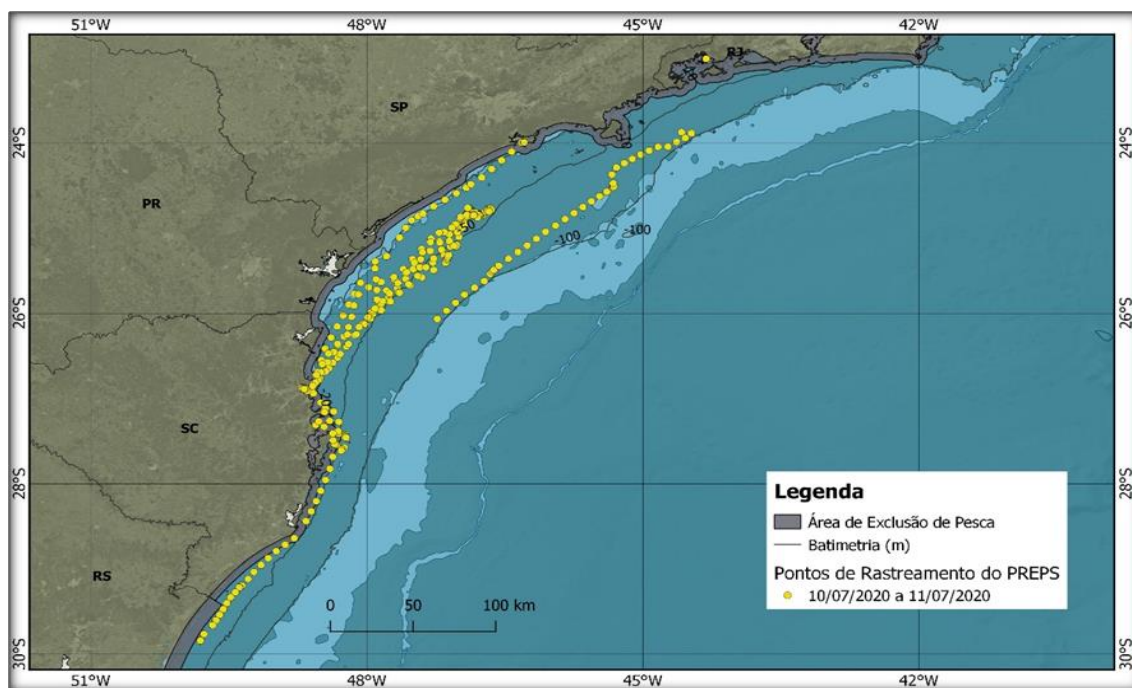 51°W 48°W 45°W 42°W
RJ
SP
24°S 24°S
PR
-50
-100 -100
26°S 26°S
-20
SC
28°S 28°S
Legenda
Área de Exclusão de Pesca
Batimetria (m)
RS
Pontos de Rastreamento do PREPS
10/07/2020 a 11/07/2020
0 50 100 km
30°S 30°S
51°W 48°W 45°W 42°W